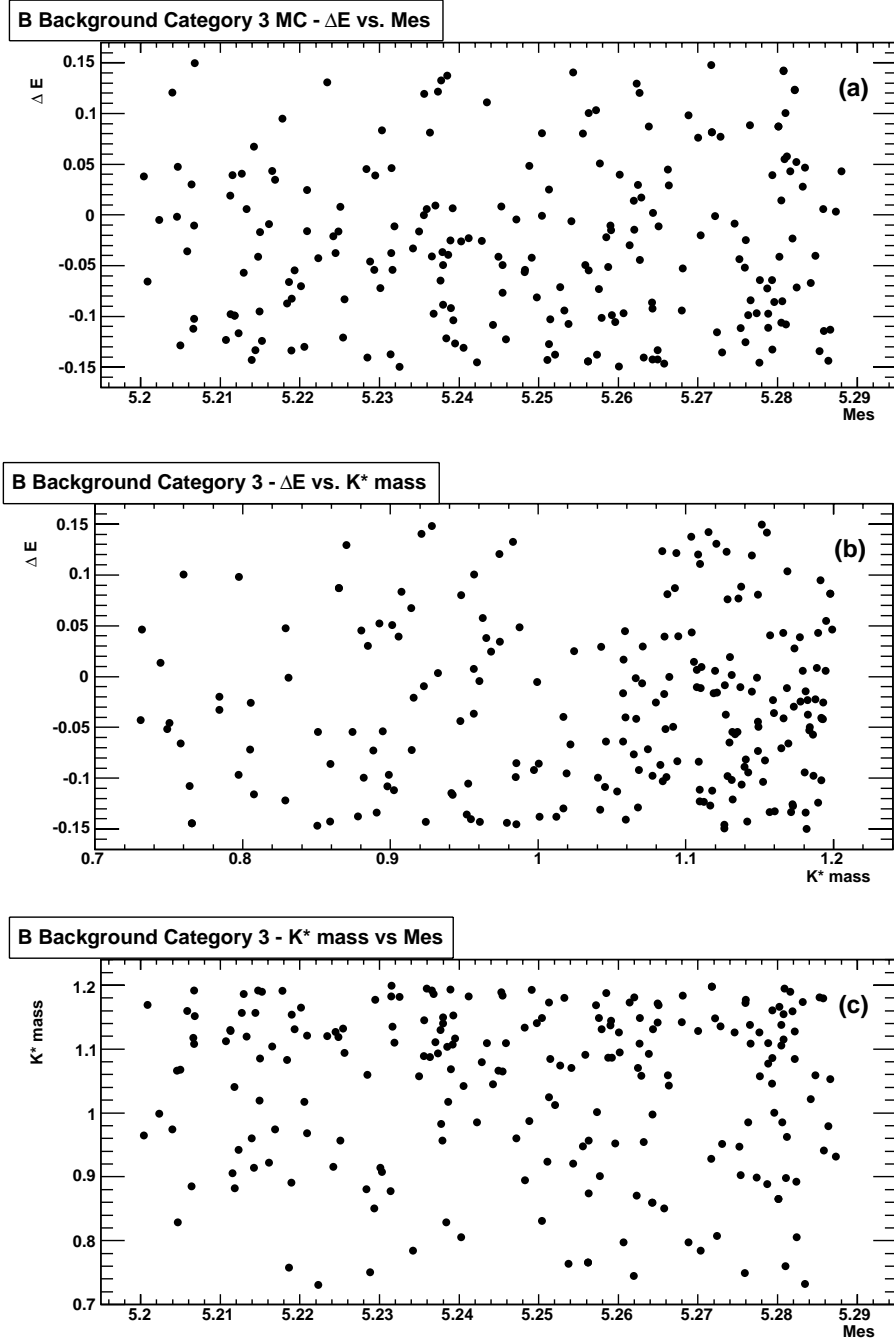 B Background Category 3 MC - ΔE vs. Mes
Δ E
0.15
0.1
0.05
0
-0.05
-0.1
-0.15
(a)
5.2 5.21 5.22 5.23 5.24 5.25 5.26 5.27 5.28 5.29
Mes
B Background Category 3 - ΔE vs. K* mass
Δ E
0.15
0.1
0.05
0
-0.05
-0.1
-0.15
(b)
0.7 0.8 0.9 1 1.1 1.2
K* mass
B Background Category 3 - K* mass vs Mes
K* mass
1.2
1.1
1
0.9
0.8
0.7
(c)
5.2 5.21 5.22 5.23 5.24 5.25 5.26 5.27 5.28 5.29
Mes